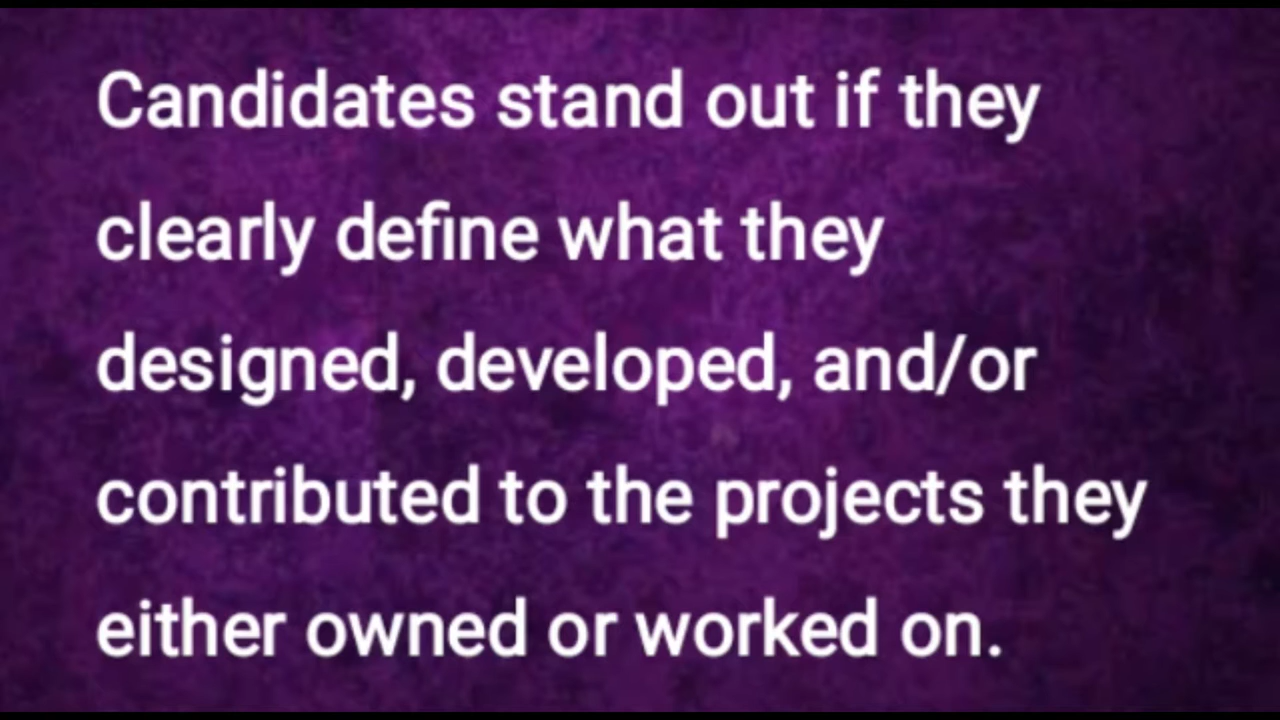 Candidates stand out if they
clearly define what they
designed, developed, and/or
contributed to the projects they
either owned or worked on.